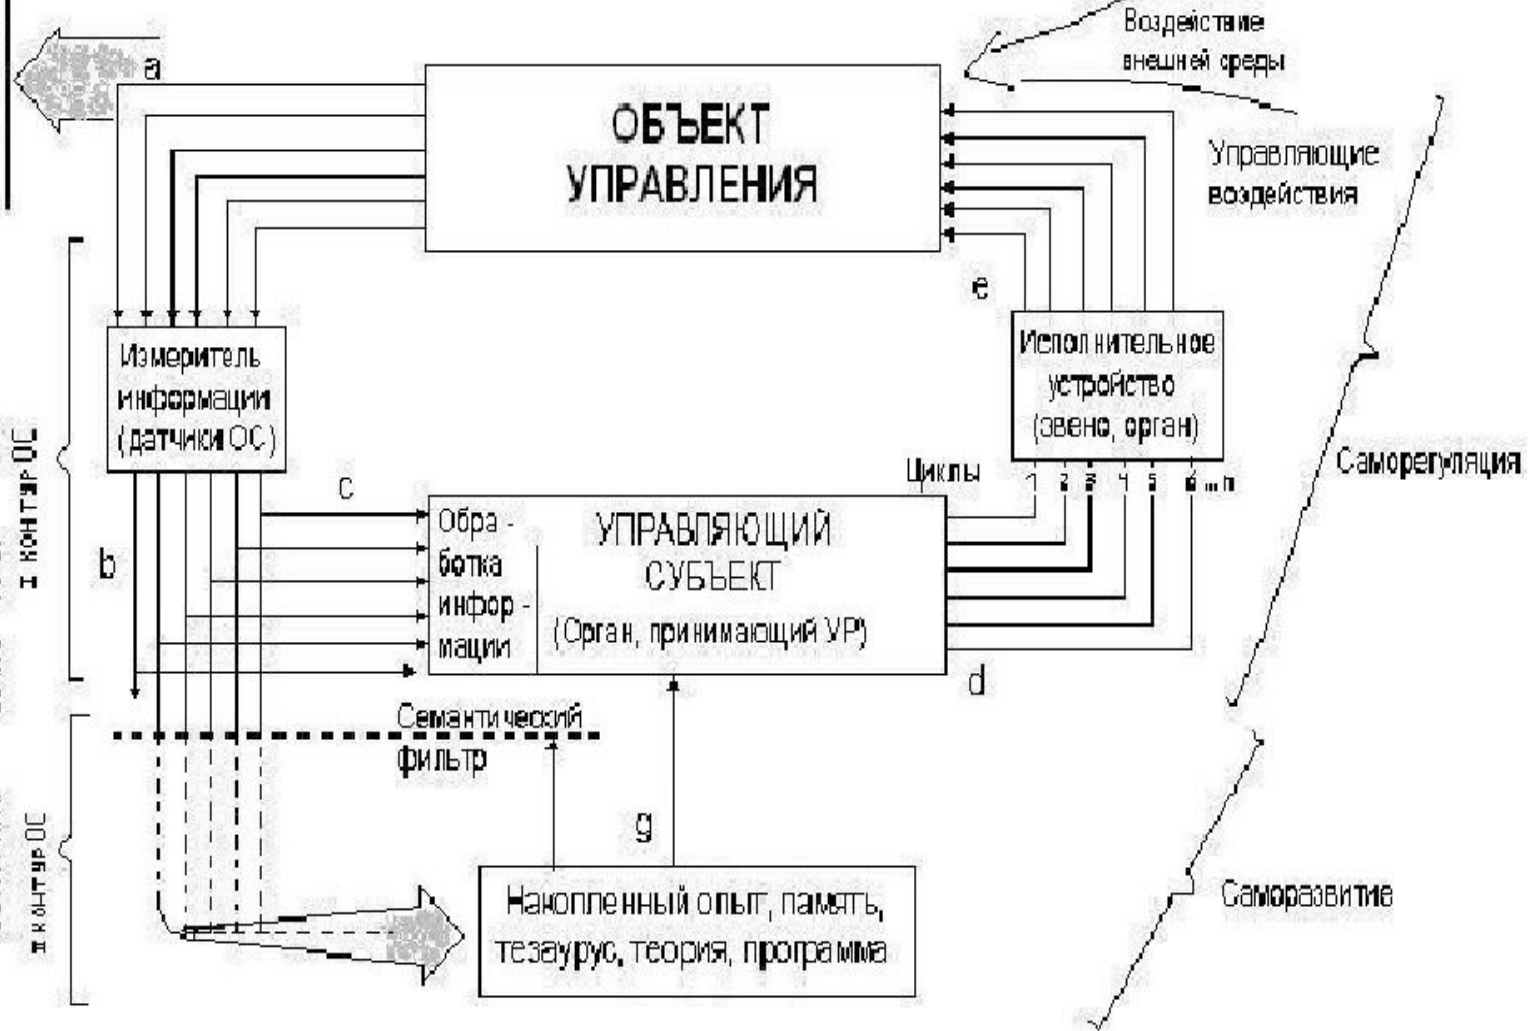 Воздействие
внешней среды
a
ОБЪЕКТ
УПРАВЛЕНИЯ
Управляющие
воздействия
e
Измеритель
информации
(датчики ОС)
Исполнительное
устройство
(звено, орган)
I контур ОС
Саморегуляция
Циклы
1 2 3 4 5 6...n
c
b
Обра -
ботка
инфор -
мации
УПРАВЛЯЮЩИЙ
СУБЪЕКТ
(Орган, принимающий УР)
d
Семантический
фильтр
g
II контур ОС
Накопленный опыт, память,
тезаурус, теория, программа
Саморазвитие